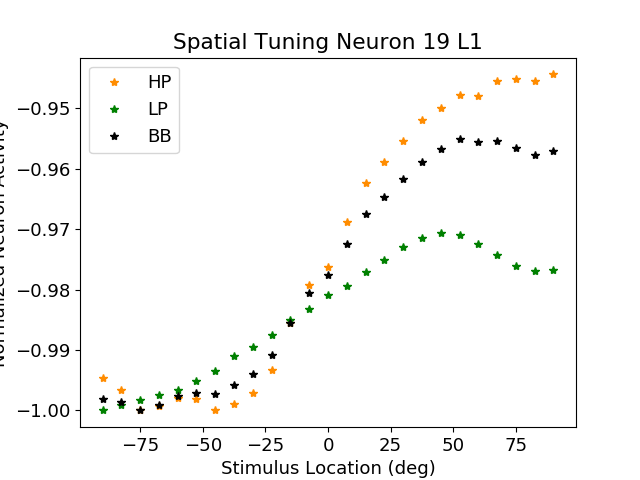 Spatial Tuning Neuron 19 L1
HP
LP
BB
−0.95
−0.96
−0.97
−0.98
−0.99
−1.00
−75
−50
−25
0
25
50
75
Stimulus Location (deg)
Normalized Neuron Activity